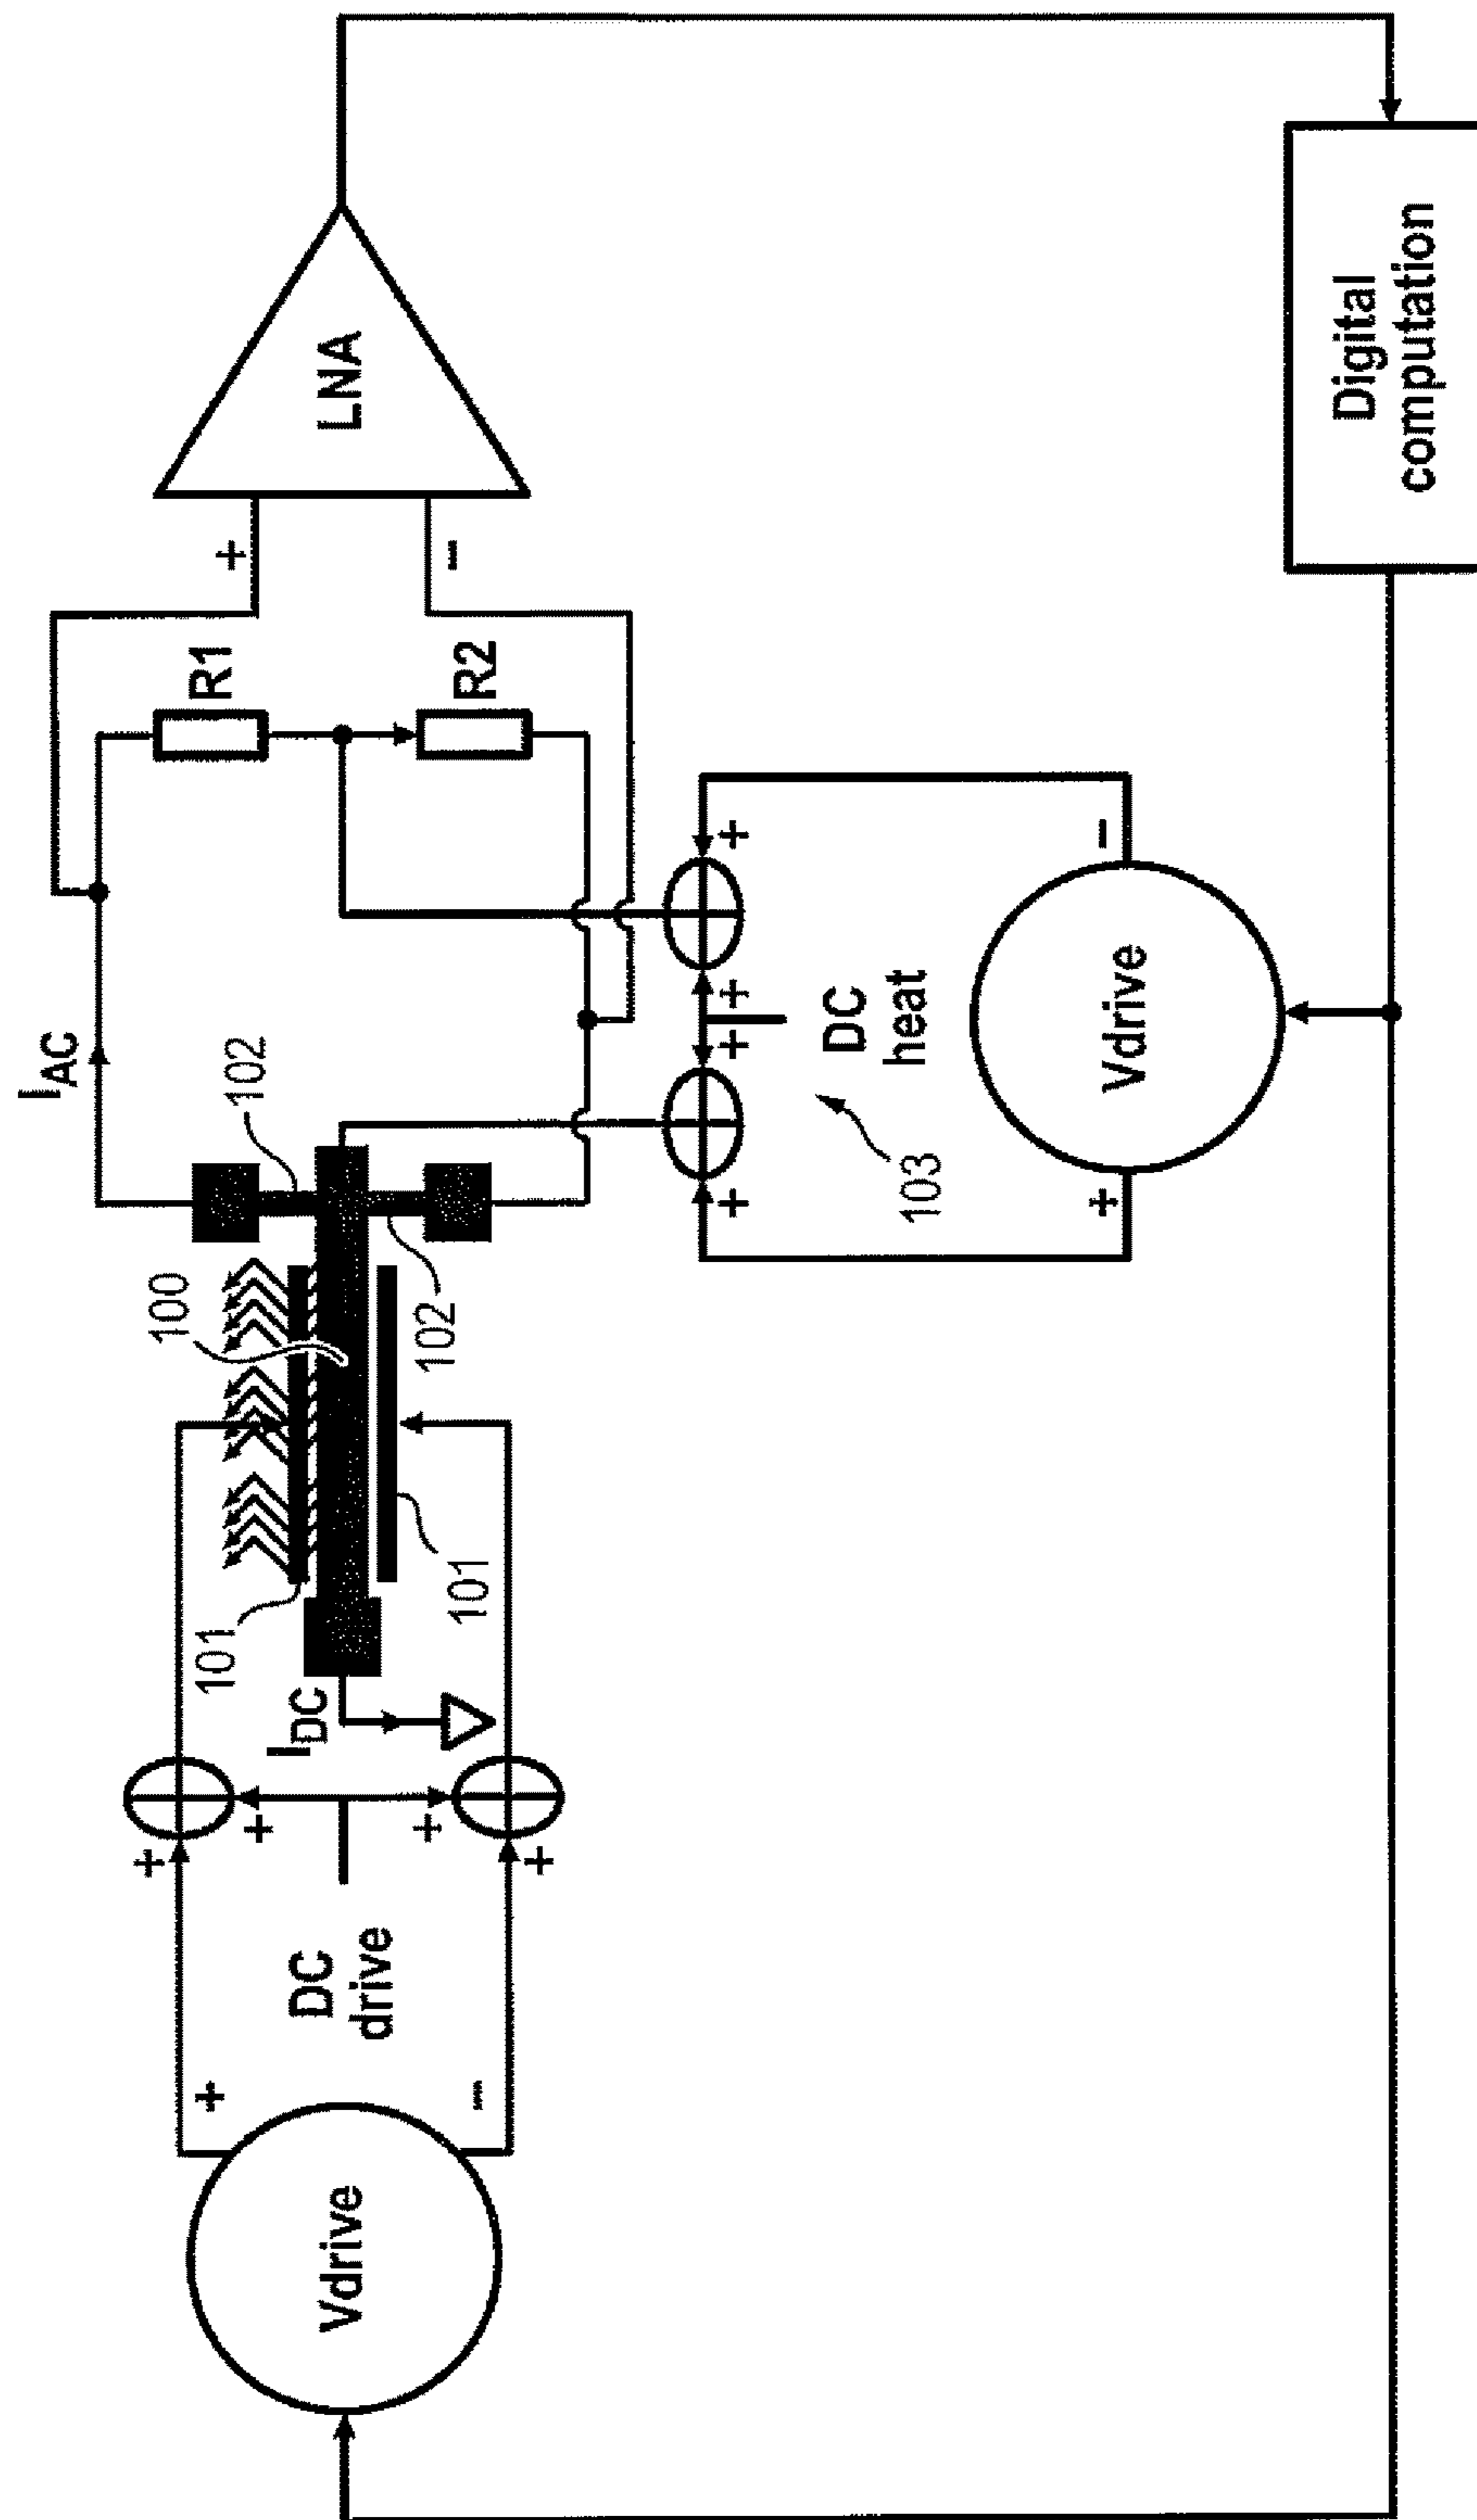 Vdrive
+
-
DC
drive
+
+
+
+
I_DC
101
101
100
102
102
I_AC
R1
R2
+
-
LNA
+
+
+
+
DC
heat
103
+
-
Vdrive
Digital
computation